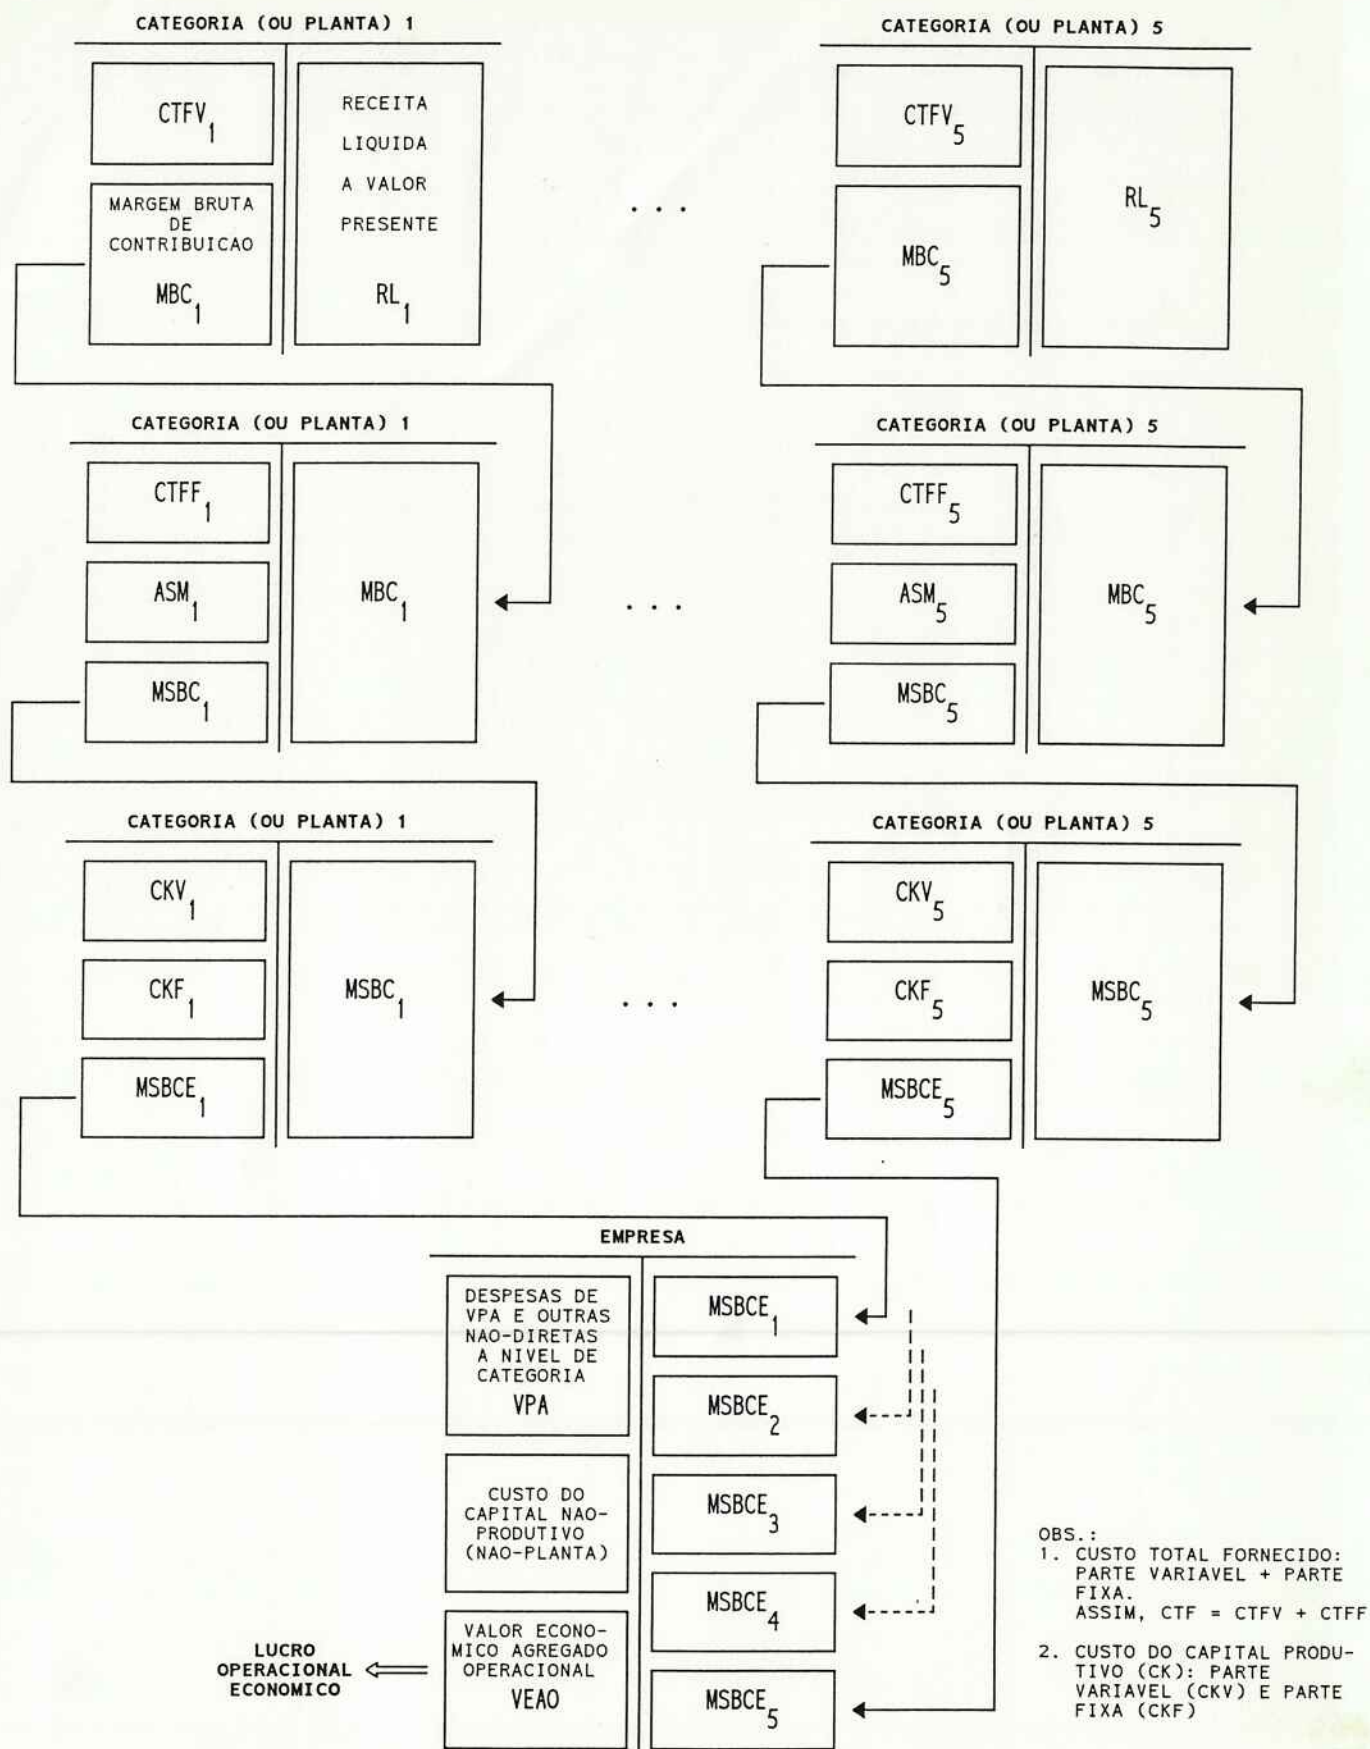 CATEGORIA (OU PLANTA) 1
CTFV1
MARGEM BRUTA
DE
CONTRIBUICAO
MBC1
RECEITA
LIQUIDA
A VALOR
PRESENTE
RL1
. . .
CATEGORIA (OU PLANTA) 5
CTFV5
MBC5
RL5
CATEGORIA (OU PLANTA) 1
CTFF1
ASM1
MSBC1
MBC1
. . .
CATEGORIA (OU PLANTA) 5
CTFF5
ASM5
MSBC5
MBC5
CATEGORIA (OU PLANTA) 1
CKV1
CKF1
MSBCE1
MSBC1
. . .
CATEGORIA (OU PLANTA) 5
CKV5
CKF5
MSBCE5
MSBC5
EMPRESA
DESPESAS DE
VPA E OUTRAS
NAO-DIRETAS
A NIVEL DE
CATEGORIA
VPA
CUSTO DO
CAPITAL NAO-
PRODUTIVO
(NAO-PLANTA)
VALOR ECONO-
MICO AGREGADO
OPERACIONAL
VEAO
MSBCE1
MSBCE2
MSBCE3
MSBCE4
MSBCE5
LUCRO
OPERACIONAL
ECONOMICO
OBS.:
1. CUSTO TOTAL FORNECIDO:
PARTE VARIAVEL + PARTE
FIXA.
ASSIM, CTF = CTFV + CTFF
2. CUSTO DO CAPITAL PRODU-
TIVO (CK): PARTE
VARIAVEL (CKV) E PARTE
FIXA (CKF)